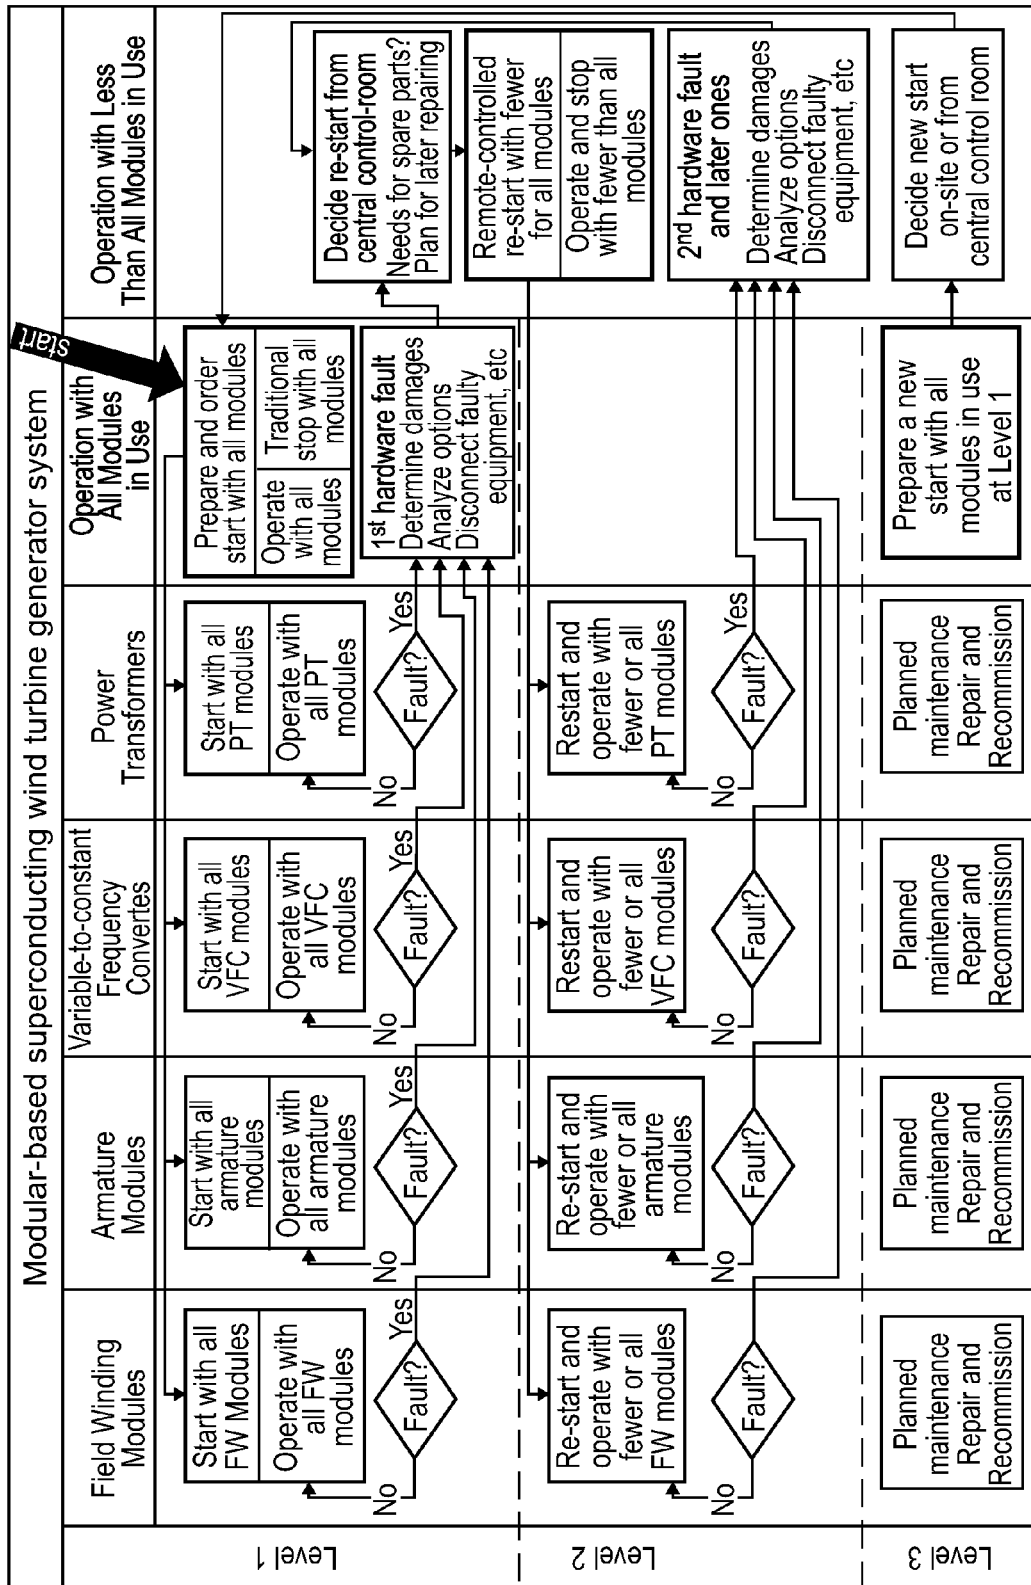 Modular-based superconducting wind turbine generator system
Field Winding
Modules
Armature
Modules
Variable-to-constant
Frequency
Convertes
Power
Transformers
Operation with
All Modules
in Use
Operation with Less
Than All Modules in Use
start
Level 1
Start with all
FW Modules
Operate with
all FW
modules
Fault?
No
Yes
Start with all
armature
modules
Operate with
all armature
modules
Fault?
No
Yes
Start with all
VFC modules
Operate with
all VFC
modules
Fault?
No
Yes
Start with all
PT modules
Operate with
all PT
modules
Fault?
No
Yes
Prepare and order
start with all modules
Operate
with all
modules
Traditional
stop with all
modules
1st hardware fault
Determine damages
Analyze options
Disconnect faulty
equipment, etc
Decide re-start from
central control-room
Needs for spare parts?
Plan for later repairing
Remote-controlled
re-start with fewer
for all modules
Operate and stop
with fewer than all
modules
Level 2
Re-start and
operate with
fewer or all
FW modules
Fault?
No
Re-start and
operate with
fewer or all
armature
modules
Fault?
No
Restart and
operate with
fewer or all
VFC modules
Fault?
No
Restart and
operate with
fewer or all
PT modules
Fault?
No
Yes
2nd hardware fault
and later ones
Determine damages
Analyze options
Disconnect faulty
equipment, etc
Level 3
Planned
maintenance
Repair and
Recommission
Planned
maintenance
Repair and
Recommission
Planned
maintenance
Repair and
Recommission
Planned
maintenance
Repair and
Recommission
Prepare a new
start with all
modules in use
at Level 1
Decide new start
on-site or from
central control room